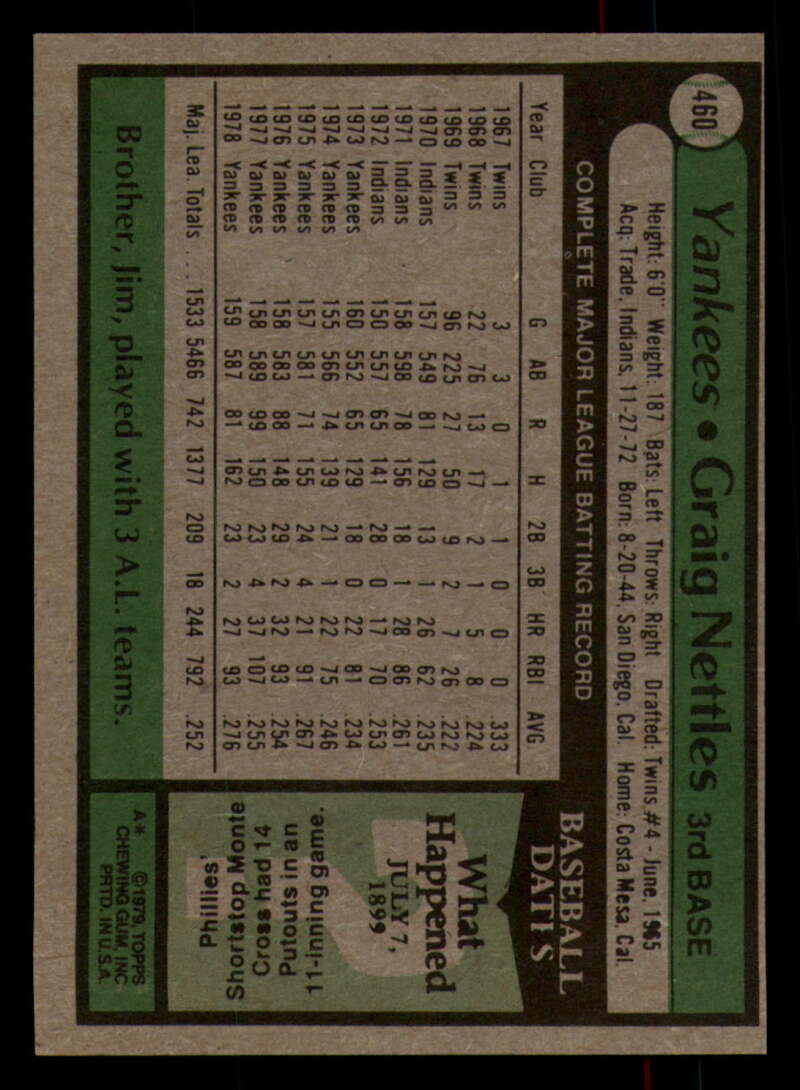 460
Yankees • Graig Nettles 3rd BASE
Height: 6'0" Weight: 187 Bats: Left Throws: Right Drafted: Twins #4 - June, 1965
Acq: Trade, Indians, 11-27-72 Born: 8-20-44, San Diego, Cal. Home: Costa Mesa, Cal.
COMPLETE MAJOR LEAGUE BATTING RECORD
Year Club G AB R H 2B 3B HR RBI AVG
1967 Twins 3 3 0 1 1 0 0 0 .333
1968 Twins 22 76 13 17 2 1 5 8 .224
1969 Twins 96 225 27 50 9 2 7 26 .222
1970 Indians 157 549 81 129 13 1 26 62 .235
1971 Indians 158 598 78 156 18 1 28 86 .261
1972 Indians 150 557 65 141 28 0 17 70 .253
1973 Yankees 160 552 65 129 18 0 22 81 .234
1974 Yankees 155 566 74 139 21 1 22 75 .246
1975 Yankees 157 581 71 155 24 4 21 91 .267
1976 Yankees 158 583 88 148 29 2 32 93 .254
1977 Yankees 158 589 99 150 23 4 37 107 .255
1978 Yankees 159 587 81 162 23 2 27 93 .276
Maj. Lea. Totals . . . 1533 5466 742 1377 209 18 244 792 .252
BASEBALL
DATES
What
Happened
JULY 7,
1899
Phillies'
Shortstop Monte
Cross had 14
Putouts in an
11-inning game.
Brother, Jim, played with 3 A.L. teams.
A* ©1979, TOPPS
CHEWING GUM, INC
PRTD. IN U.S.A.